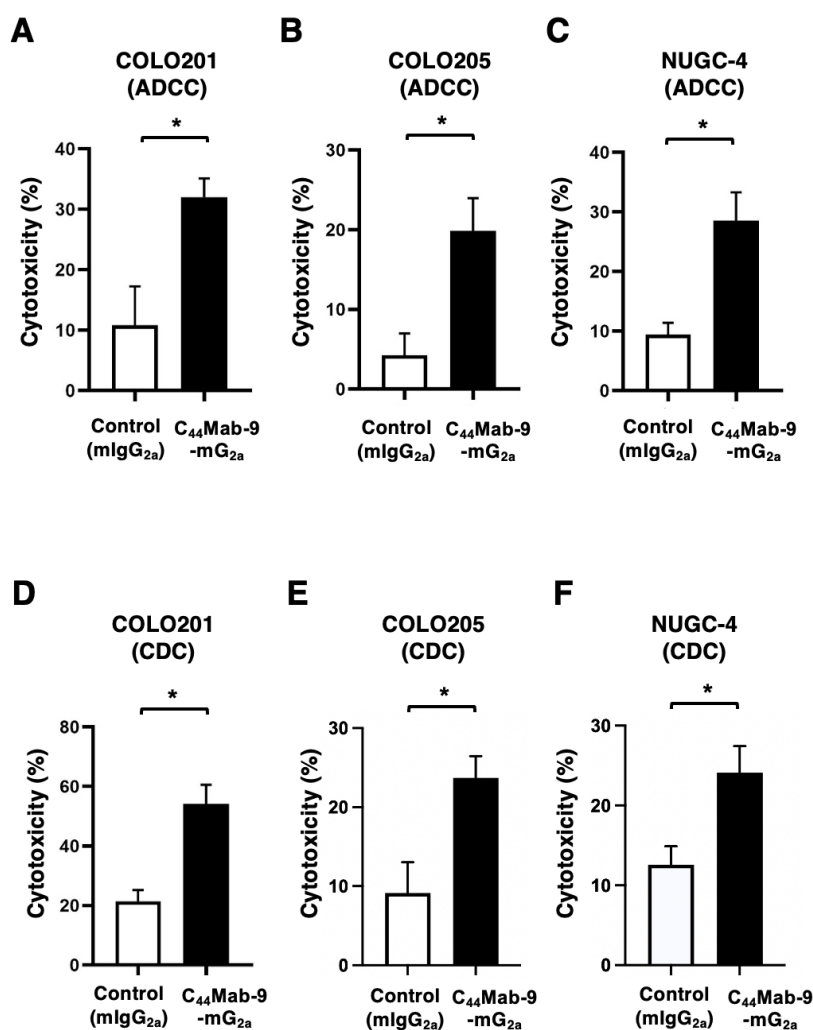 A
COLO201
(ADCC)
*
Cytotoxicity (%)
40
30
20
10
0
Control
(mIgG2a)
C44Mab-9
-mG2a
B
COLO205
(ADCC)
*
Cytotoxicity (%)
30
20
10
0
Control
(mIgG2a)
C44Mab-9
-mG2a
C
NUGC-4
(ADCC)
*
Cytotoxicity (%)
40
30
20
10
0
Control
(mIgG2a)
C44Mab-9
-mG2a
D
COLO201
(CDC)
*
Cytotoxicity (%)
80
60
40
20
0
Control
(mIgG2a)
C44Mab-9
-mG2a
E
COLO205
(CDC)
*
Cytotoxicity (%)
30
20
10
0
Control
(mIgG2a)
C44Mab-9
-mG2a
F
NUGC-4
(CDC)
*
Cytotoxicity (%)
30
20
10
0
Control
(mIgG2a)
C44Mab-9
-mG2a